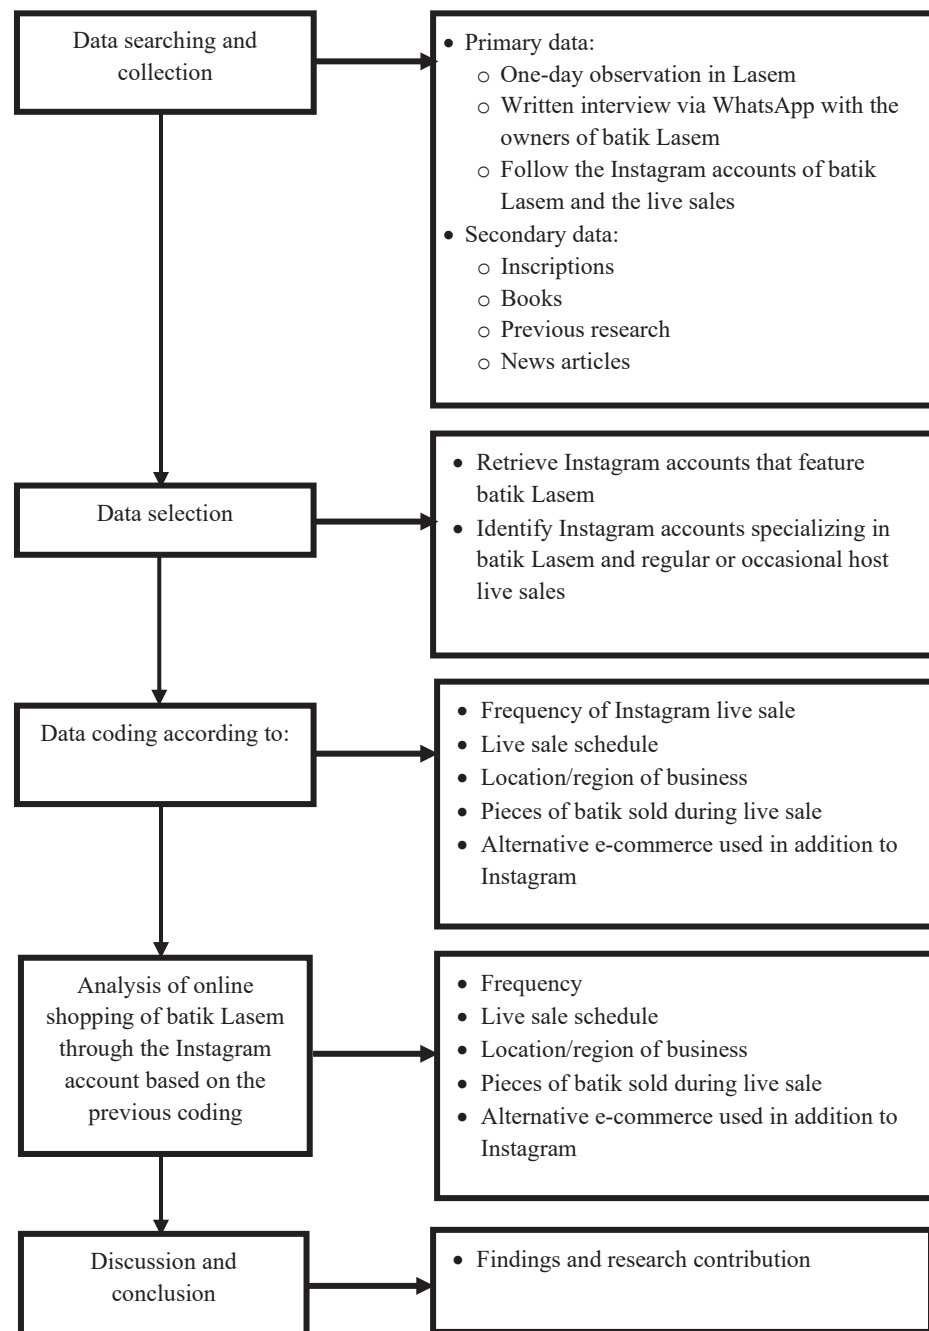 Data searching and
collection
• Primary data:
o One-day observation in Lasem
o Written interview via WhatsApp with the
owners of batik Lasem
o Follow the Instagram accounts of batik
Lasem and the live sales
• Secondary data:
o Inscriptions
o Books
o Previous research
o News articles
Data selection
• Retrieve Instagram accounts that feature
batik Lasem
• Identify Instagram accounts specializing in
batik Lasem and regular or occasional host
live sales
Data coding according to:
• Frequency of Instagram live sale
• Live sale schedule
• Location/region of business
• Pieces of batik sold during live sale
• Alternative e-commerce used in addition to
Instagram
Analysis of online
shopping of batik Lasem
through the Instagram
account based on the
previous coding
• Frequency
• Live sale schedule
• Location/region of business
• Pieces of batik sold during live sale
• Alternative e-commerce used in addition to
Instagram
Discussion and
conclusion
• Findings and research contribution